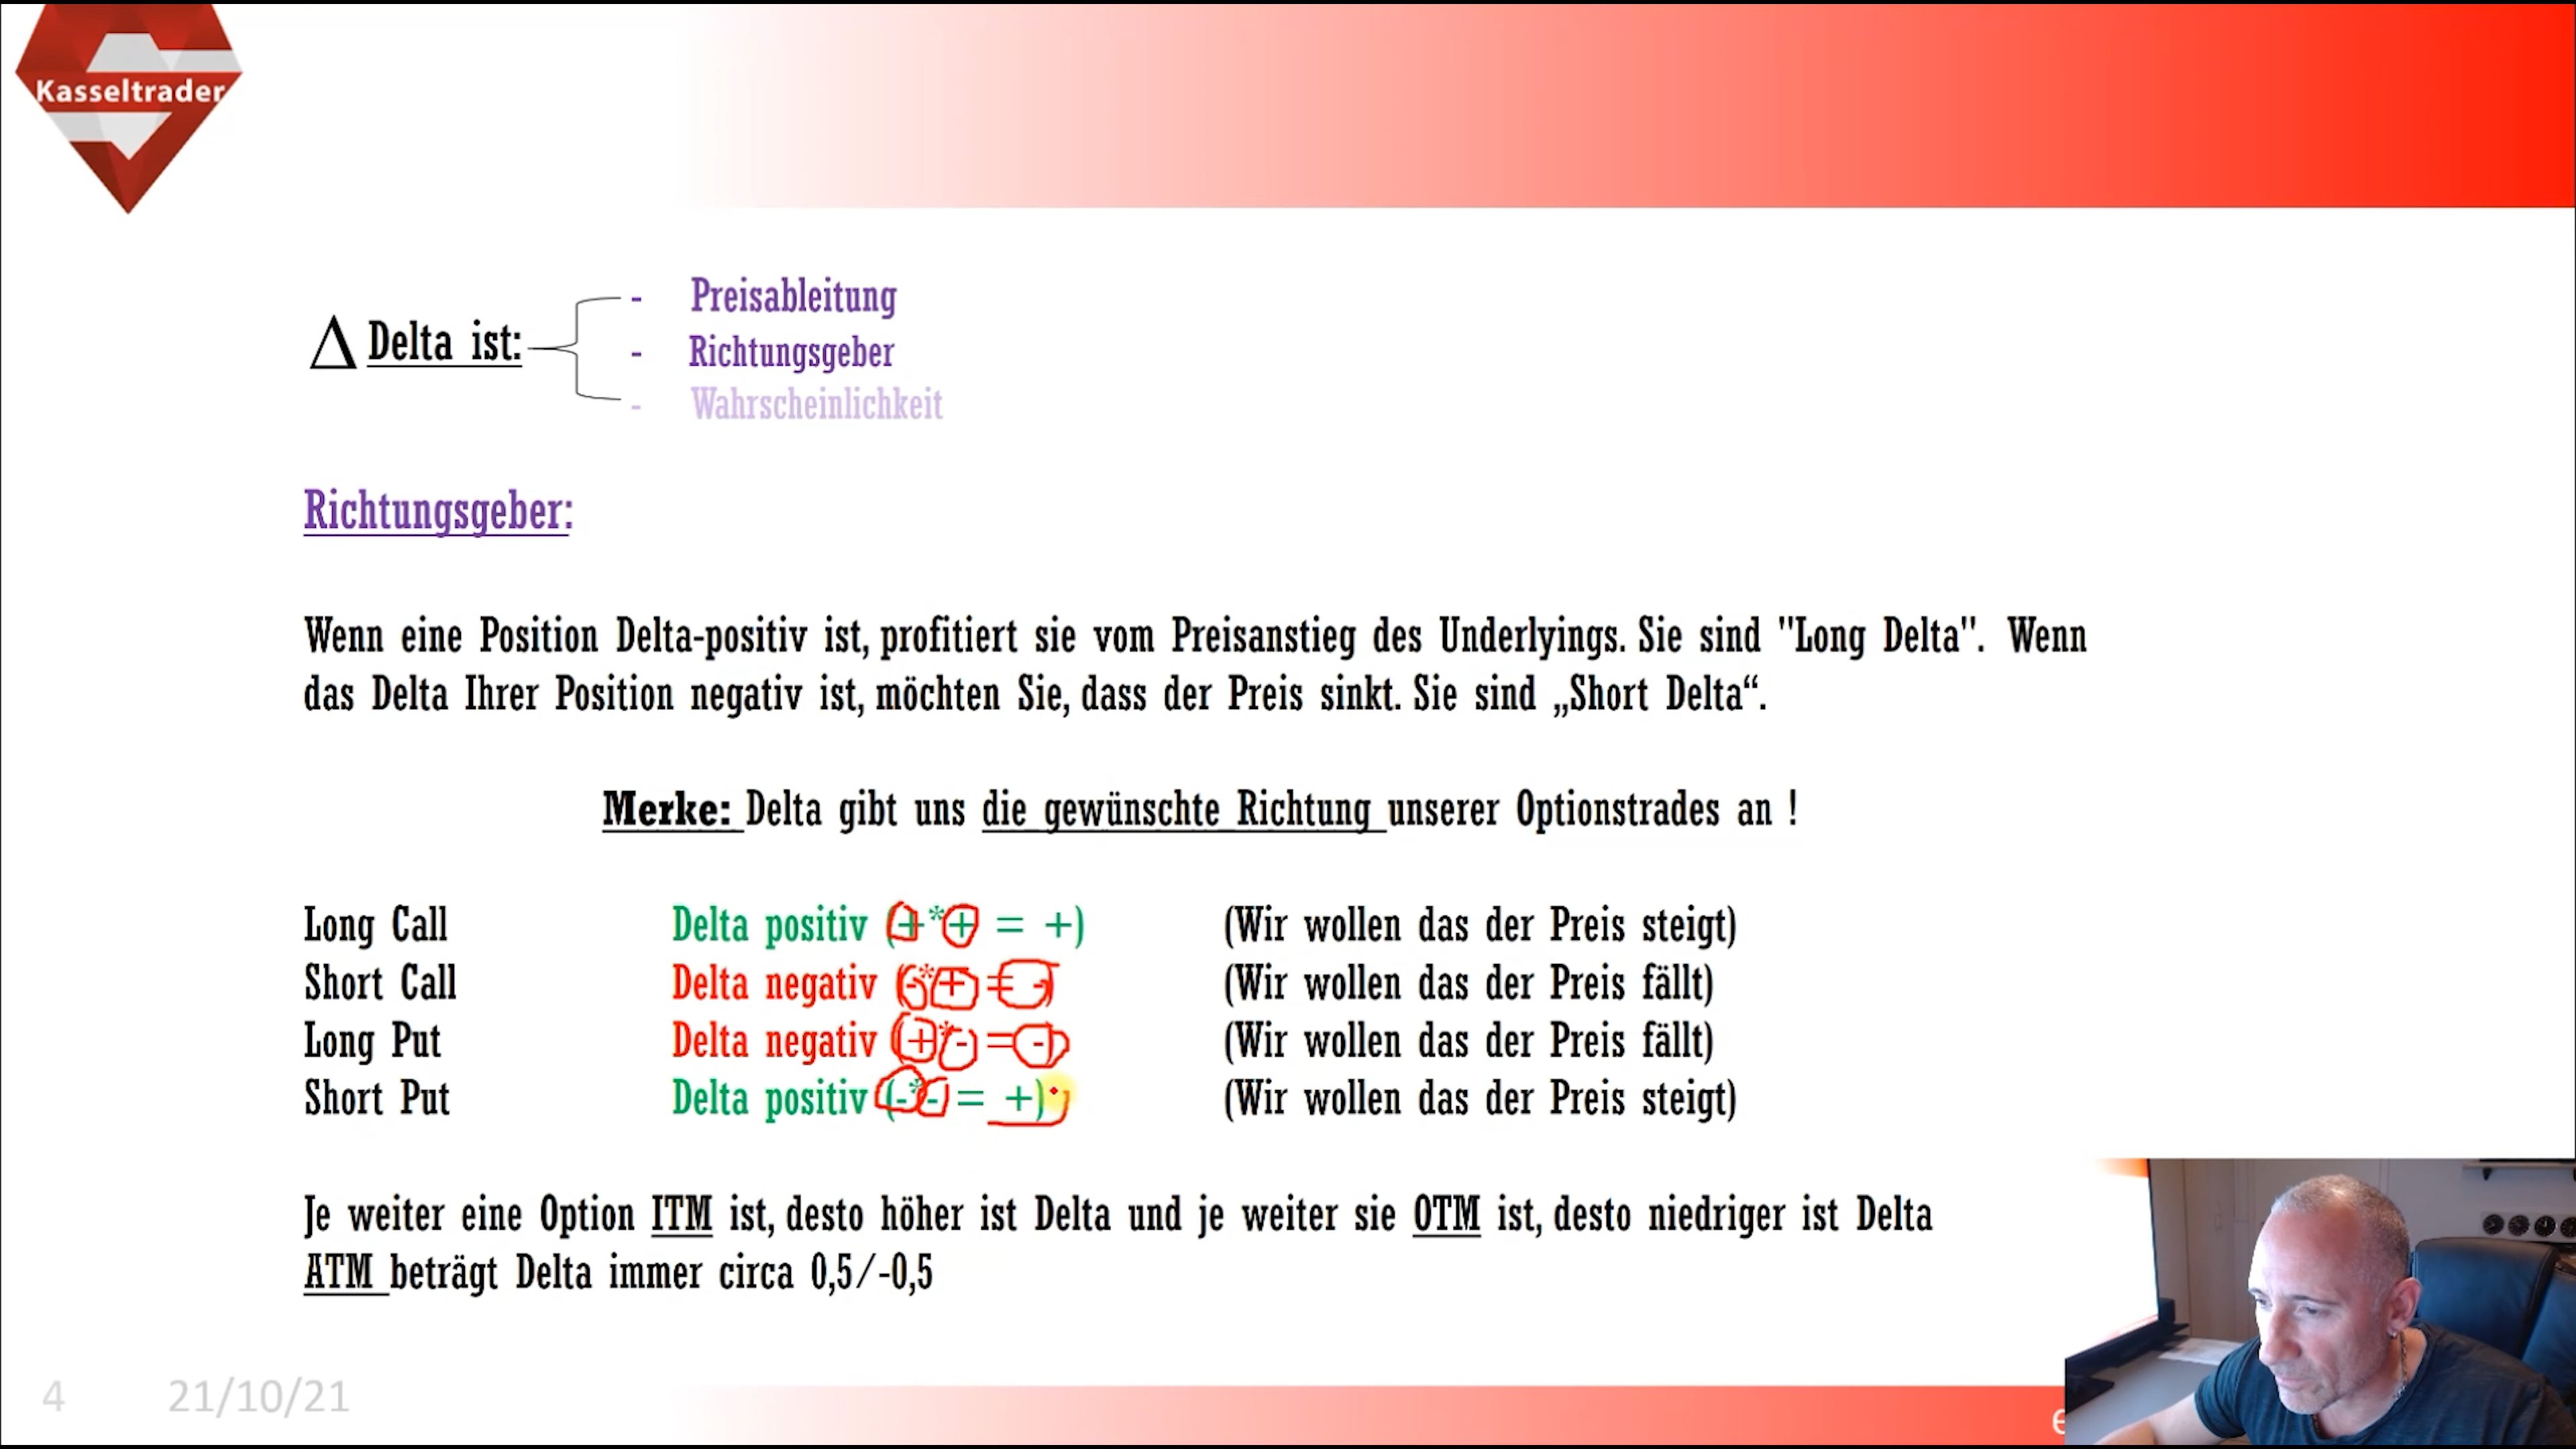 Kasseltrader
Δ Delta ist:
- Preisableitung
- Richtungsgeber
- Wahrscheinlichkeit
Richtungsgeber:
Wenn eine Position Delta-positiv ist, profitiert sie vom Preisanstieg des Underlyings. Sie sind "Long Delta". Wenn
das Delta Ihrer Position negativ ist, möchten Sie, dass der Preis sinkt. Sie sind „Short Delta“.
Merke: Delta gibt uns die gewünschte Richtung unserer Optionstrades an !
Long Call Delta positiv (+*+ = +) (Wir wollen das der Preis steigt)
Short Call Delta negativ (-*+ = -) (Wir wollen das der Preis fällt)
Long Put Delta negativ (+*- = -) (Wir wollen das der Preis fällt)
Short Put Delta positiv (-*- = +) (Wir wollen das der Preis steigt)
Je weiter eine Option ITM ist, desto höher ist Delta und je weiter sie OTM ist, desto niedriger ist Delta
ATM beträgt Delta immer circa 0,5/-0,5
4 21/10/21